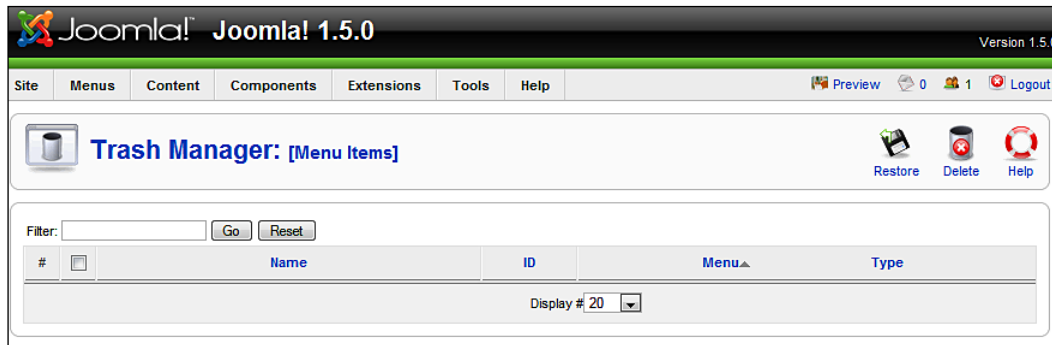 Joomla! Joomla! 1.5.0
Version 1.5.0
Site Menus Content Components Extensions Tools Help Preview 0 1 Logout
Trash Manager: [Menu Items]
Restore Delete Help
Filter: Go Reset
# Name ID Menu Type
Display # 20